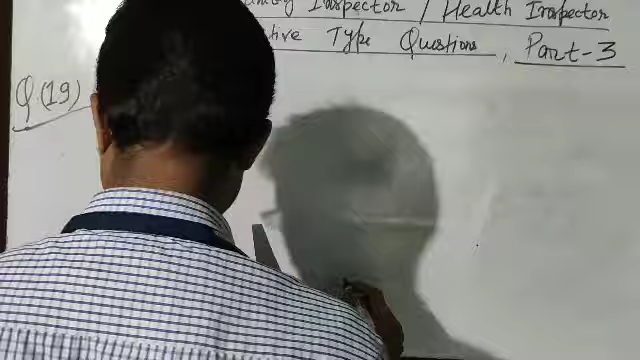 Inspector / Health Inspector
Type Questions, Part-3
Q(19)